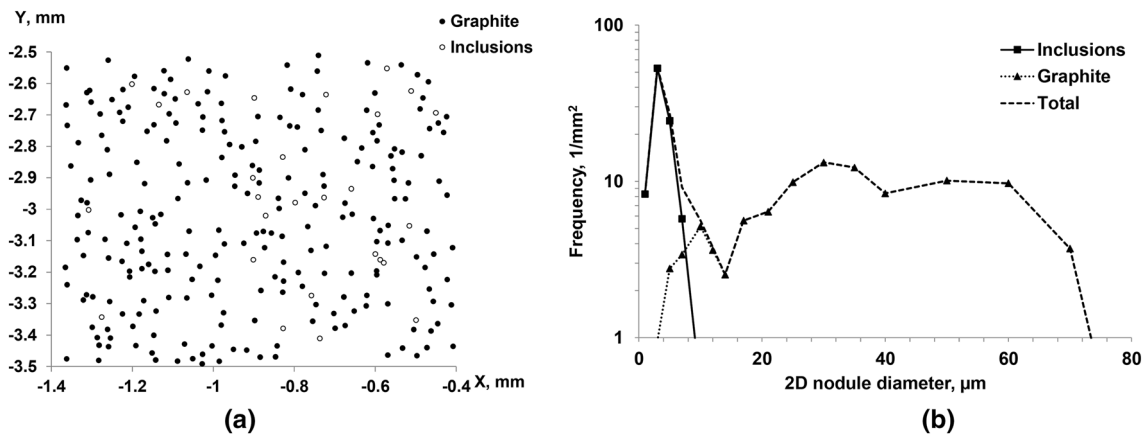 Y, mm
Graphite
Inclusions
-2.5
-2.6
-2.7
-2.8
-2.9
-3
-3.1
-3.2
-3.3
-3.4
-3.5
-1.4 -1.2 -1 -0.8 -0.6 -0.4
X, mm
(a)
Frequency, 1/mm²
100
10
1
Inclusions
Graphite
Total
0 20 40 60 80
2D nodule diameter, µm
(b)